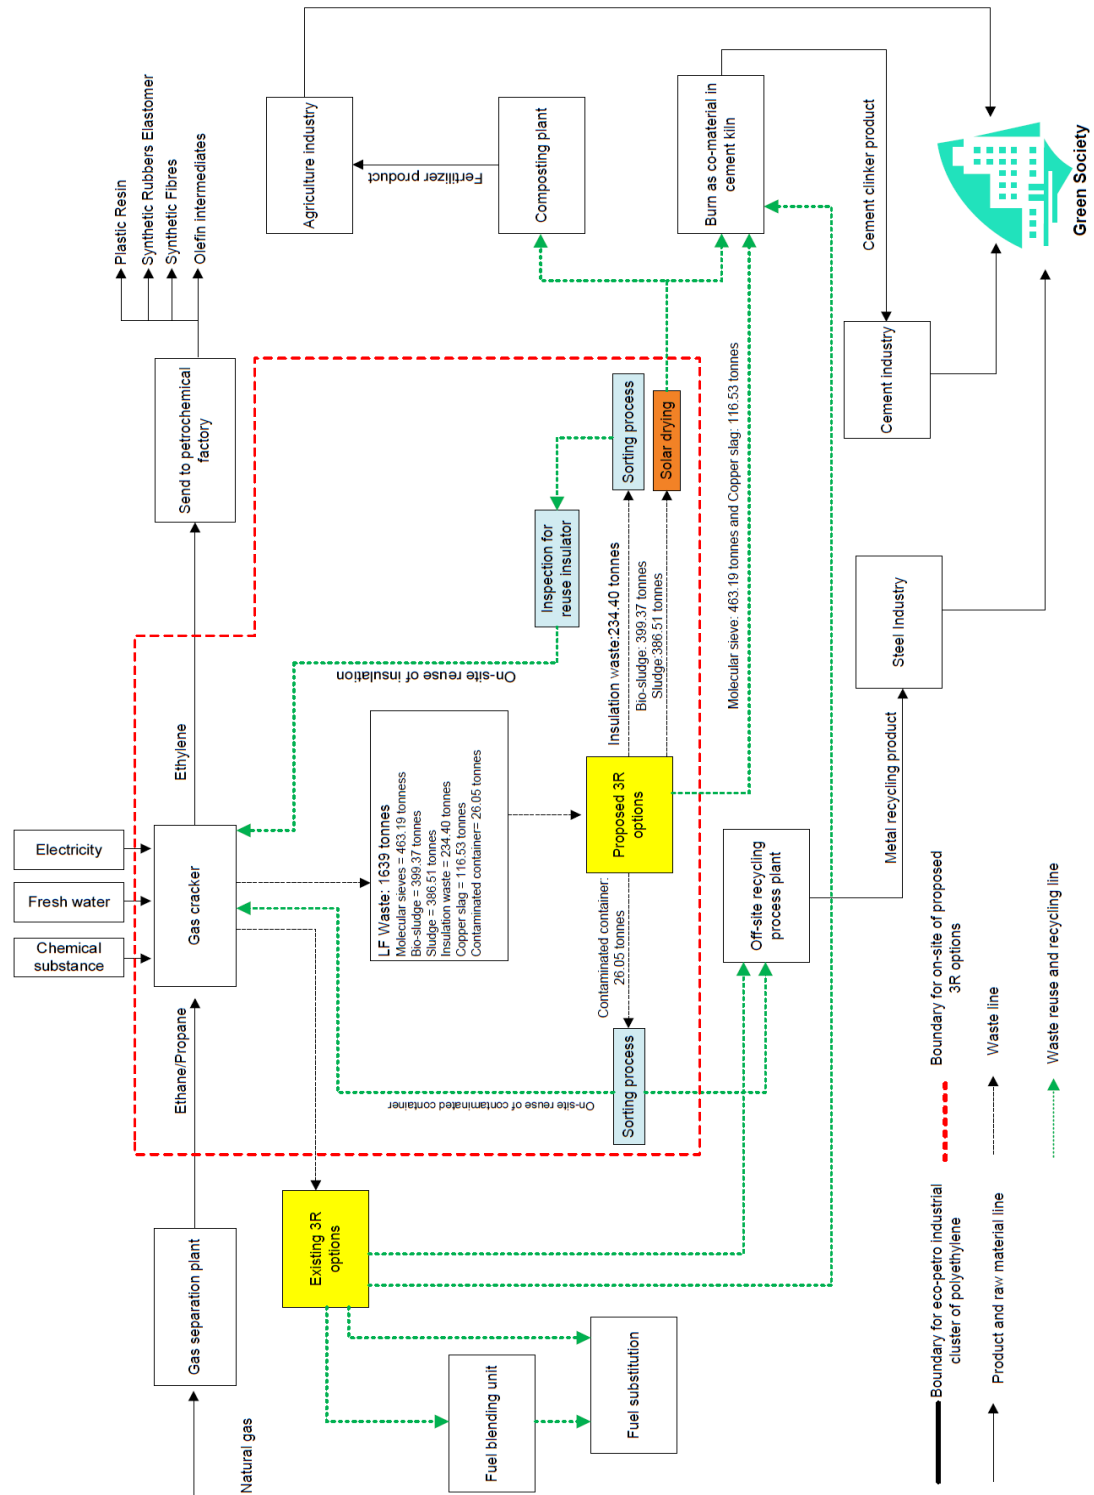 Natural gas
Gas separation plant
Ethane/Propane
Chemical
substance
Fresh water
Electricity
Gas cracker
Ethylene
Send to petrochemical
factory
Plastic Resin
Synthetic Rubbers Elastomer
Synthetic Fibres
Olefin intermediates
Existing 3R
options
Fuel blending unit
Fuel substitution
LF Waste: 1639 tonnes
Molecular sieves = 463.19 tonness
Bio-sludge = 399.37 tonnes
Sludge = 386.51 tonnes
Insulation waste = 234.40 tonnes
Copper slag = 116.53 tonnes
Contaminated container= 26.05 tonnes
On-site reuse of insulation
On-site reuse of contaminated container
Inspection for
reuse insulator
Sorting process
Contaminated container:
26.05 tonnes
Proposed 3R
options
Insulation waste:234.40 tonnes
Bio-sludge: 399.37 tonnes
Sludge:386.51 tonnes
Sorting process
Solar drying
Molecular sieve: 463.19 tonnes and Copper slag: 116.53 tonnes
Agriculture industry
Fertilizer product
Composting plant
Burn as co-material in
cement kiln
Cement clinker product
Cement industry
Off-site recycling
process plant
Metal recycling product
Steel Industry
Green Society
Boundary for eco-petro industrial
cluster of polyethylene
Boundary for on-site of proposed
3R options
Product and raw material line
Waste line
Waste reuse and recycling line